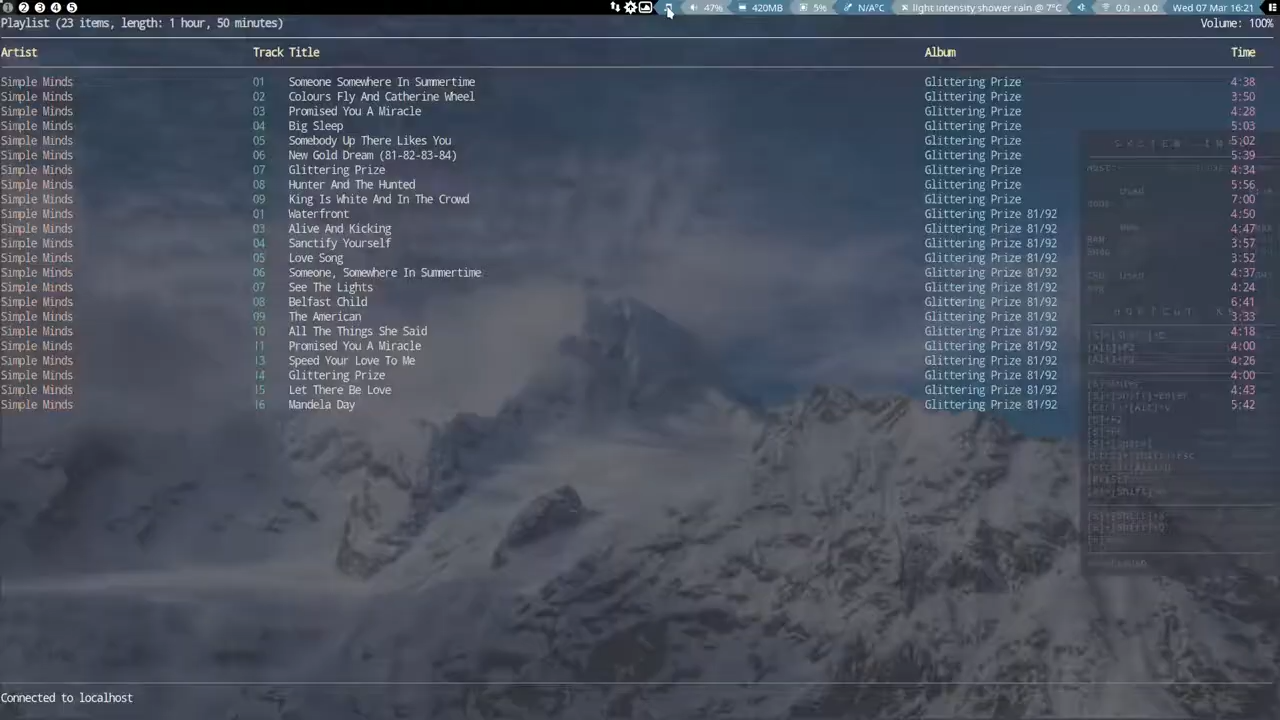 1 2 3 4 5 47% 420MB 5% N/A°C light intensity shower rain @ 7°C 0.0 0.0 Wed 07 Mar 16:21
Playlist (23 items, length: 1 hour, 50 minutes) Volume: 100%
Artist Track Title Album Time
Simple Minds 01 Someone Somewhere In Summertime Glittering Prize 4:38
Simple Minds 02 Colours Fly And Catherine Wheel Glittering Prize 3:50
Simple Minds 03 Promised You A Miracle Glittering Prize 4:28
Simple Minds 04 Big Sleep Glittering Prize 5:03
Simple Minds 05 Somebody Up There Likes You Glittering Prize 5:02
Simple Minds 06 New Gold Dream (81-82-83-84) Glittering Prize 5:39
Simple Minds 07 Glittering Prize Glittering Prize 4:34
Simple Minds 08 Hunter And The Hunted Glittering Prize 5:56
Simple Minds 09 King Is White And In The Crowd Glittering Prize 7:00
Simple Minds 01 Waterfront Glittering Prize 81/92 4:50
Simple Minds 03 Alive And Kicking Glittering Prize 81/92 4:47
Simple Minds 04 Sanctify Yourself Glittering Prize 81/92 3:57
Simple Minds 05 Love Song Glittering Prize 81/92 3:52
Simple Minds 06 Someone, Somewhere In Summertime Glittering Prize 81/92 4:37
Simple Minds 07 See The Lights Glittering Prize 81/92 4:24
Simple Minds 08 Belfast Child Glittering Prize 81/92 6:41
Simple Minds 09 The American Glittering Prize 81/92 3:33
Simple Minds 10 All The Things She Said Glittering Prize 81/92 4:18
Simple Minds 11 Promised You A Miracle Glittering Prize 81/92 4:00
Simple Minds 13 Speed Your Love To Me Glittering Prize 81/92 4:26
Simple Minds 14 Glittering Prize Glittering Prize 81/92 4:00
Simple Minds 15 Let There Be Love Glittering Prize 81/92 4:43
Simple Minds 16 Mandela Day Glittering Prize 81/92 5:42
Connected to localhost